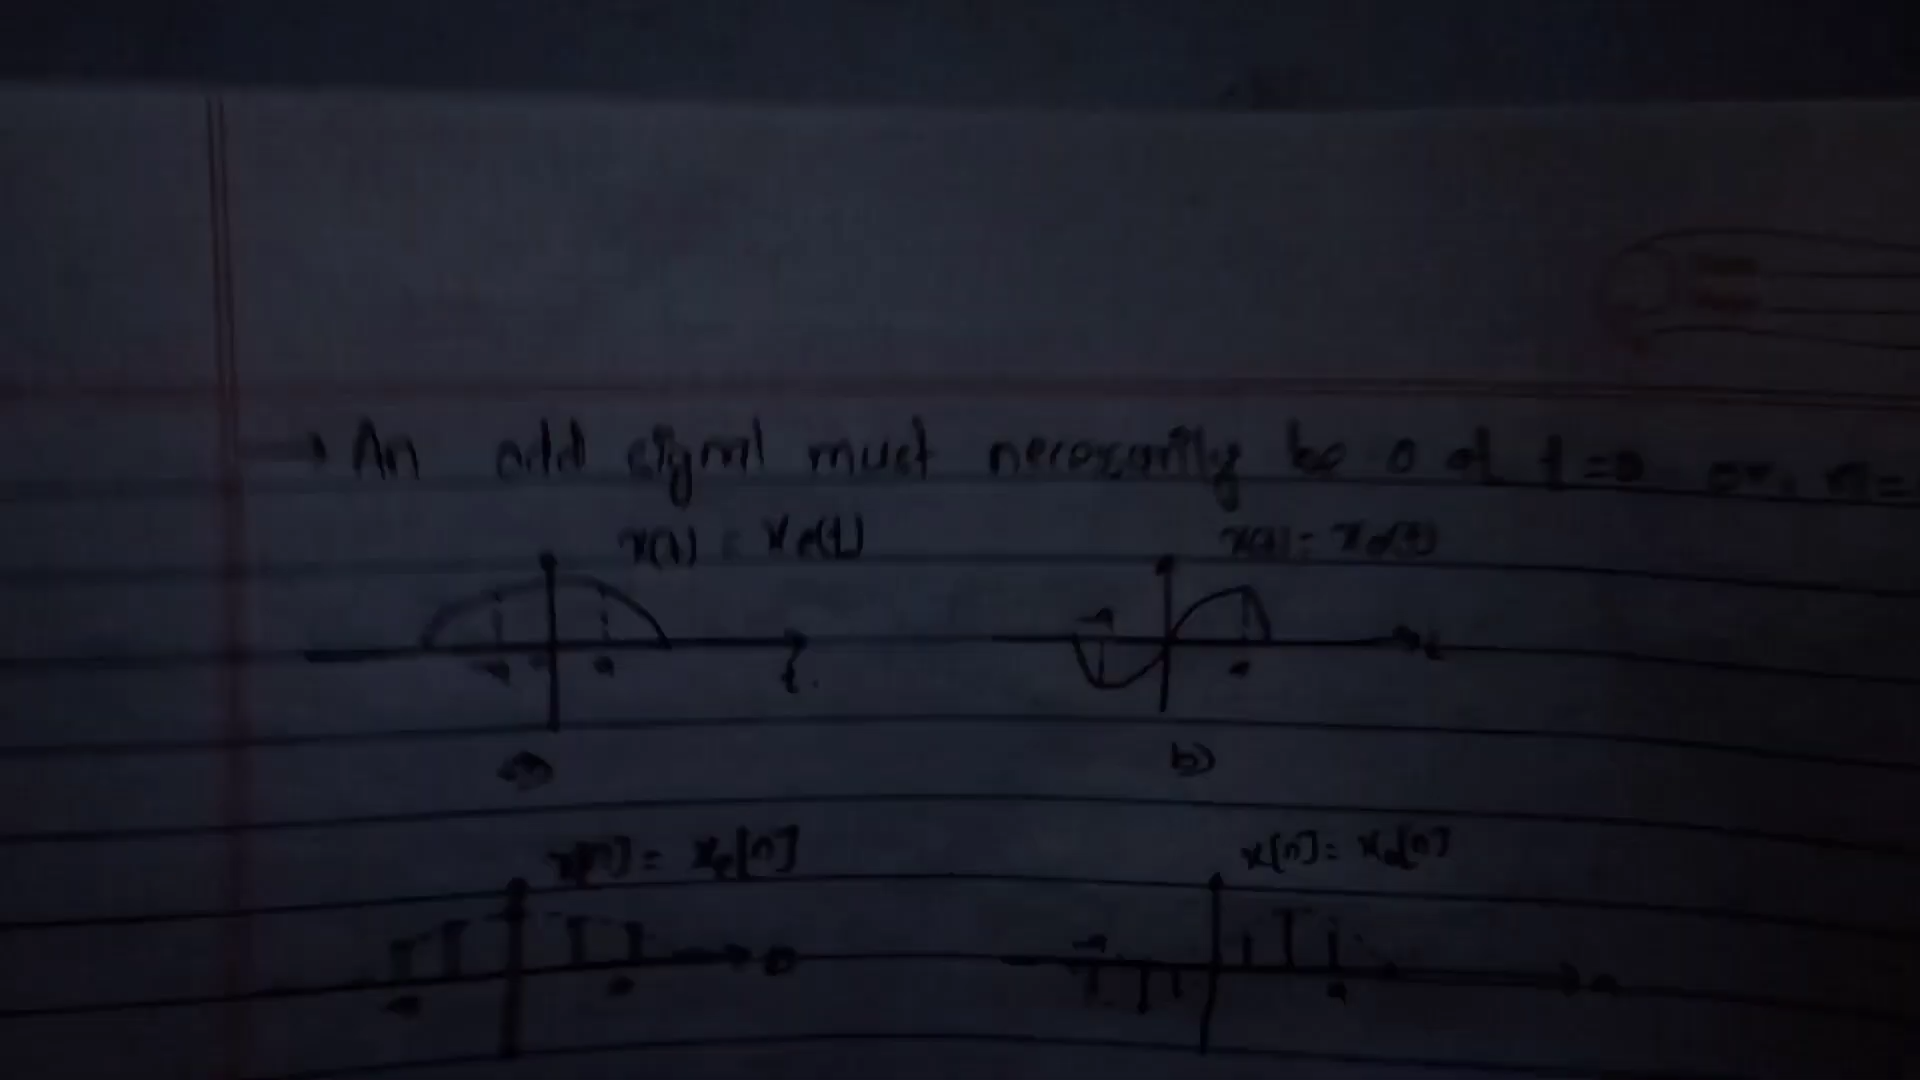 → An odd signal must necessarily be 0 at t=0 or, n=
x(t) = xe(t)
x(t) = xo(t)
-a a t
a t
a) b)
x[n] = xe[n]
x[n] = xo[n]